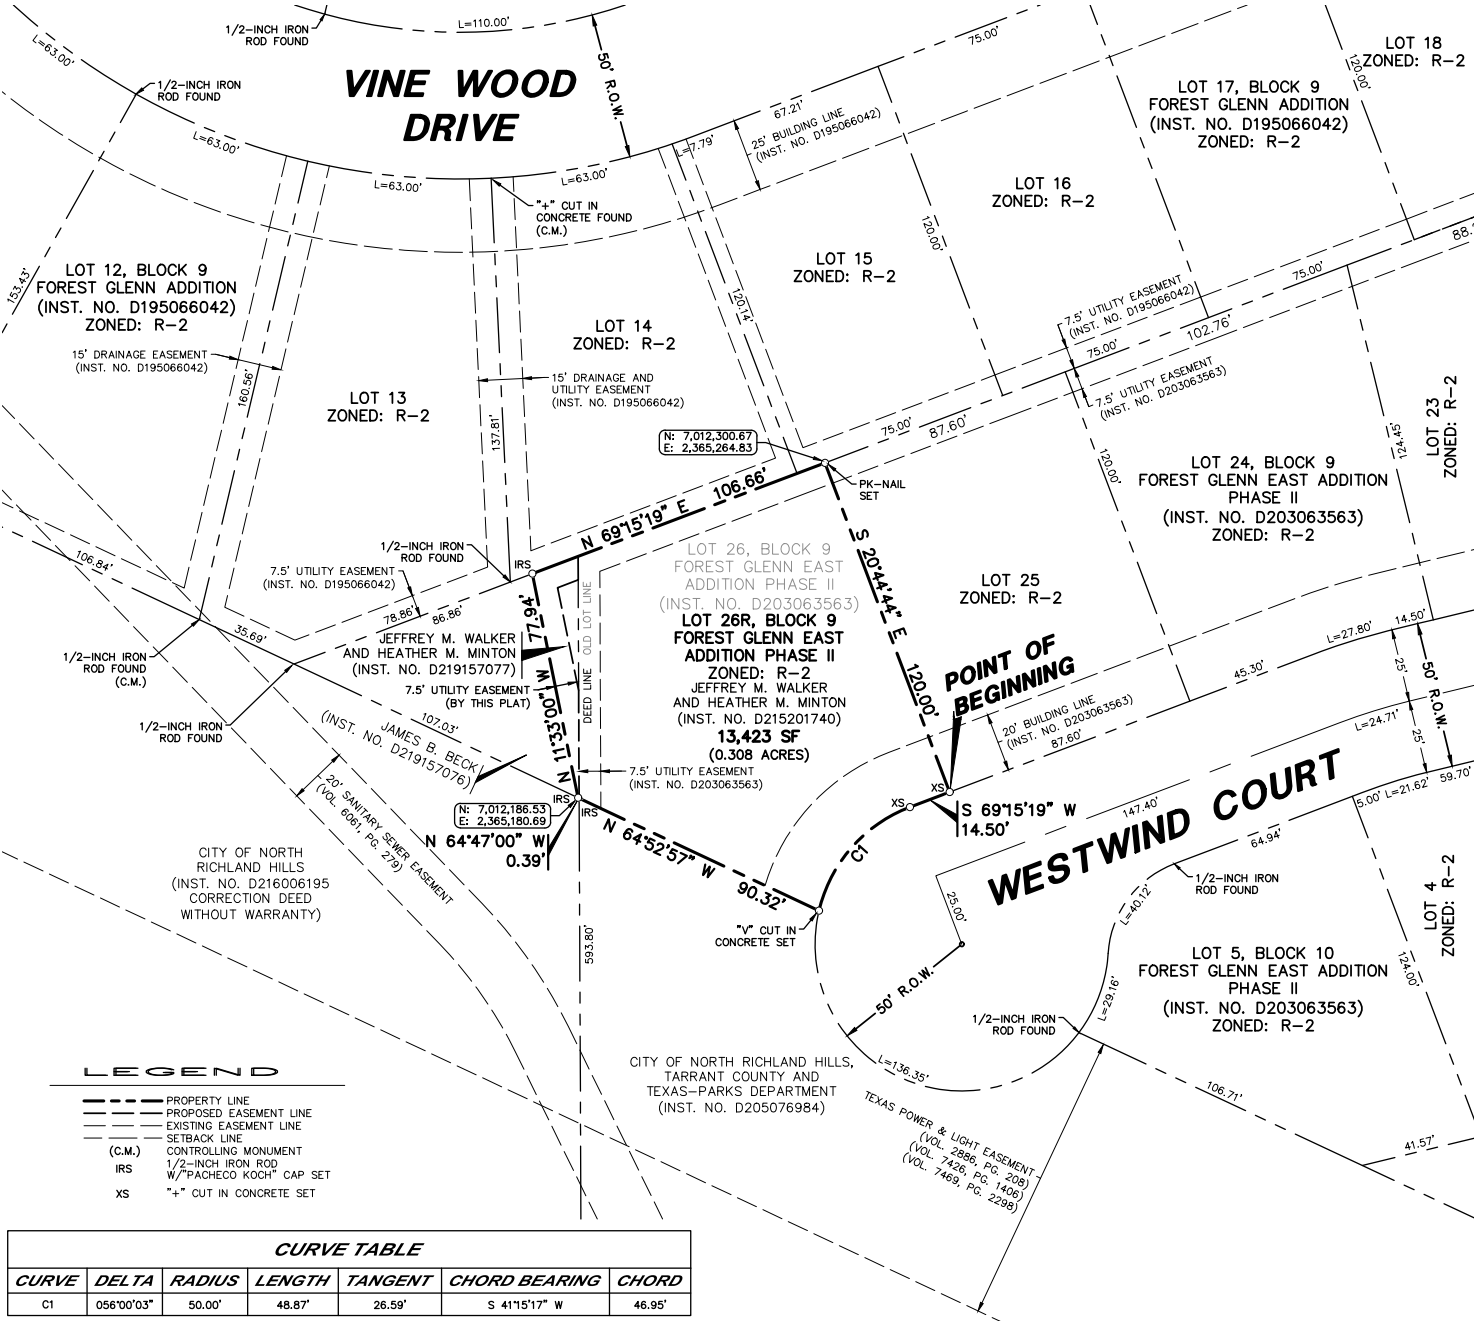 L=110.00'
1/2-INCH IRON
ROD FOUND
L=63.00'
1/2-INCH IRON
ROD FOUND
VINE WOOD
DRIVE
50' R.O.W.
75.00'
LOT 18
ZONED: R-2
120.00'
LOT 17, BLOCK 9
FOREST GLENN ADDITION
(INST. NO. D195066042)
ZONED: R-2
67.21'
25' BUILDING LINE
(INST. NO. D195066042)
L=7.79'
L=63.00'
L=63.00'
L=63.00'
"+" CUT IN
CONCRETE FOUND
(C.M.)
LOT 16
ZONED: R-2
120.00'
88.
LOT 15
ZONED: R-2
75.00'
LOT 12, BLOCK 9
FOREST GLENN ADDITION
(INST. NO. D195066042)
ZONED: R-2
153.43'
120.14'
7.5' UTILITY EASEMENT
(INST. NO. D195066042)
102.76'
75.00'
LOT 14
ZONED: R-2
15' DRAINAGE EASEMENT
(INST. NO. D195066042)
160.56'
15' DRAINAGE AND
UTILITY EASEMENT
(INST. NO. D195066042)
LOT 13
ZONED: R-2
137.81'
7.5' UTILITY EASEMENT
(INST. NO. D203063563)
LOT 23
ZONED: R-2
124.45'
75.00'
87.60'
N: 7,012,300.67
E: 2,365,264.83
120.00'
LOT 24, BLOCK 9
FOREST GLENN EAST ADDITION
PHASE II
(INST. NO. D203063563)
ZONED: R-2
PK-NAIL
SET
N 69°15'19" E 106.66'
106.84'
1/2-INCH IRON
ROD FOUND
IRS
7.5' UTILITY EASEMENT
(INST. NO. D195066042)
78.86'
86.86'
S 20°44'44" E 120.00'
LOT 26, BLOCK 9
FOREST GLENN EAST
ADDITION PHASE II
(INST. NO. D203063563)
LOT 26R, BLOCK 9
FOREST GLENN EAST
ADDITION PHASE II
ZONED: R-2
JEFFREY M. WALKER
AND HEATHER M. MINTON
(INST. NO. D215201740)
13,423 SF
(0.308 ACRES)
LOT 25
ZONED: R-2
DEED LINE OLD LOT LINE
N 11°33'00" W 77.94'
35.69'
JEFFREY M. WALKER
AND HEATHER M. MINTON
(INST. NO. D219157077)
7.5' UTILITY EASEMENT
(BY THIS PLAT)
1/2-INCH IRON
ROD FOUND
(C.M.)
1/2-INCH IRON
ROD FOUND
POINT OF
BEGINNING
L=27.80'
14.50'
45.30'
25'
50' R.O.W.
25'
L=24.71'
20' BUILDING LINE
(INST. NO. D203063563)
87.60'
107.03'
JAMES B. BECK
(INST. NO. D219157076)
7.5' UTILITY EASEMENT
(INST. NO. D203063563)
20' SANITARY SEWER EASEMENT
(VOL. 6061, PG. 279)
N: 7,012,186.53
E: 2,365,180.69
IRS
IRS
XS
XS
S 69°15'19" W
14.50'
N 64°47'00" W
0.39'
N 64°52'57" W 90.32'
C1
147.40'
WESTWIND COURT
5.00'
L=21.62'
59.70'
64.94'
CITY OF NORTH
RICHLAND HILLS
(INST. NO. D216006195
CORRECTION DEED
WITHOUT WARRANTY)
"V" CUT IN
CONCRETE SET
25.00'
1/2-INCH IRON
ROD FOUND
L=40.12'
LOT 4
ZONED: R-2
593.80'
124.00'
LOT 5, BLOCK 10
FOREST GLENN EAST ADDITION
PHASE II
(INST. NO. D203063563)
ZONED: R-2
50' R.O.W.
L=29.16'
1/2-INCH IRON
ROD FOUND
L=136.35'
CITY OF NORTH RICHLAND HILLS,
TARRANT COUNTY AND
TEXAS-PARKS DEPARTMENT
(INST. NO. D205076984)
TEXAS POWER & LIGHT EASEMENT
(VOL. 2886, PG. 208)
(VOL. 7426, PG. 1406)
(VOL. 7469, PG. 2298)
106.71'
41.57'
LEGEND
PROPERTY LINE
PROPOSED EASEMENT LINE
EXISTING EASEMENT LINE
SETBACK LINE
(C.M.) CONTROLLING MONUMENT
IRS 1/2-INCH IRON ROD
W/"PACHECO KOCH" CAP SET
XS "+" CUT IN CONCRETE SET
CURVE TABLE
CURVE DELTA RADIUS LENGTH TANGENT CHORD BEARING CHORD
C1 056°00'03" 50.00' 48.87' 26.59' S 41°15'17" W 46.95'